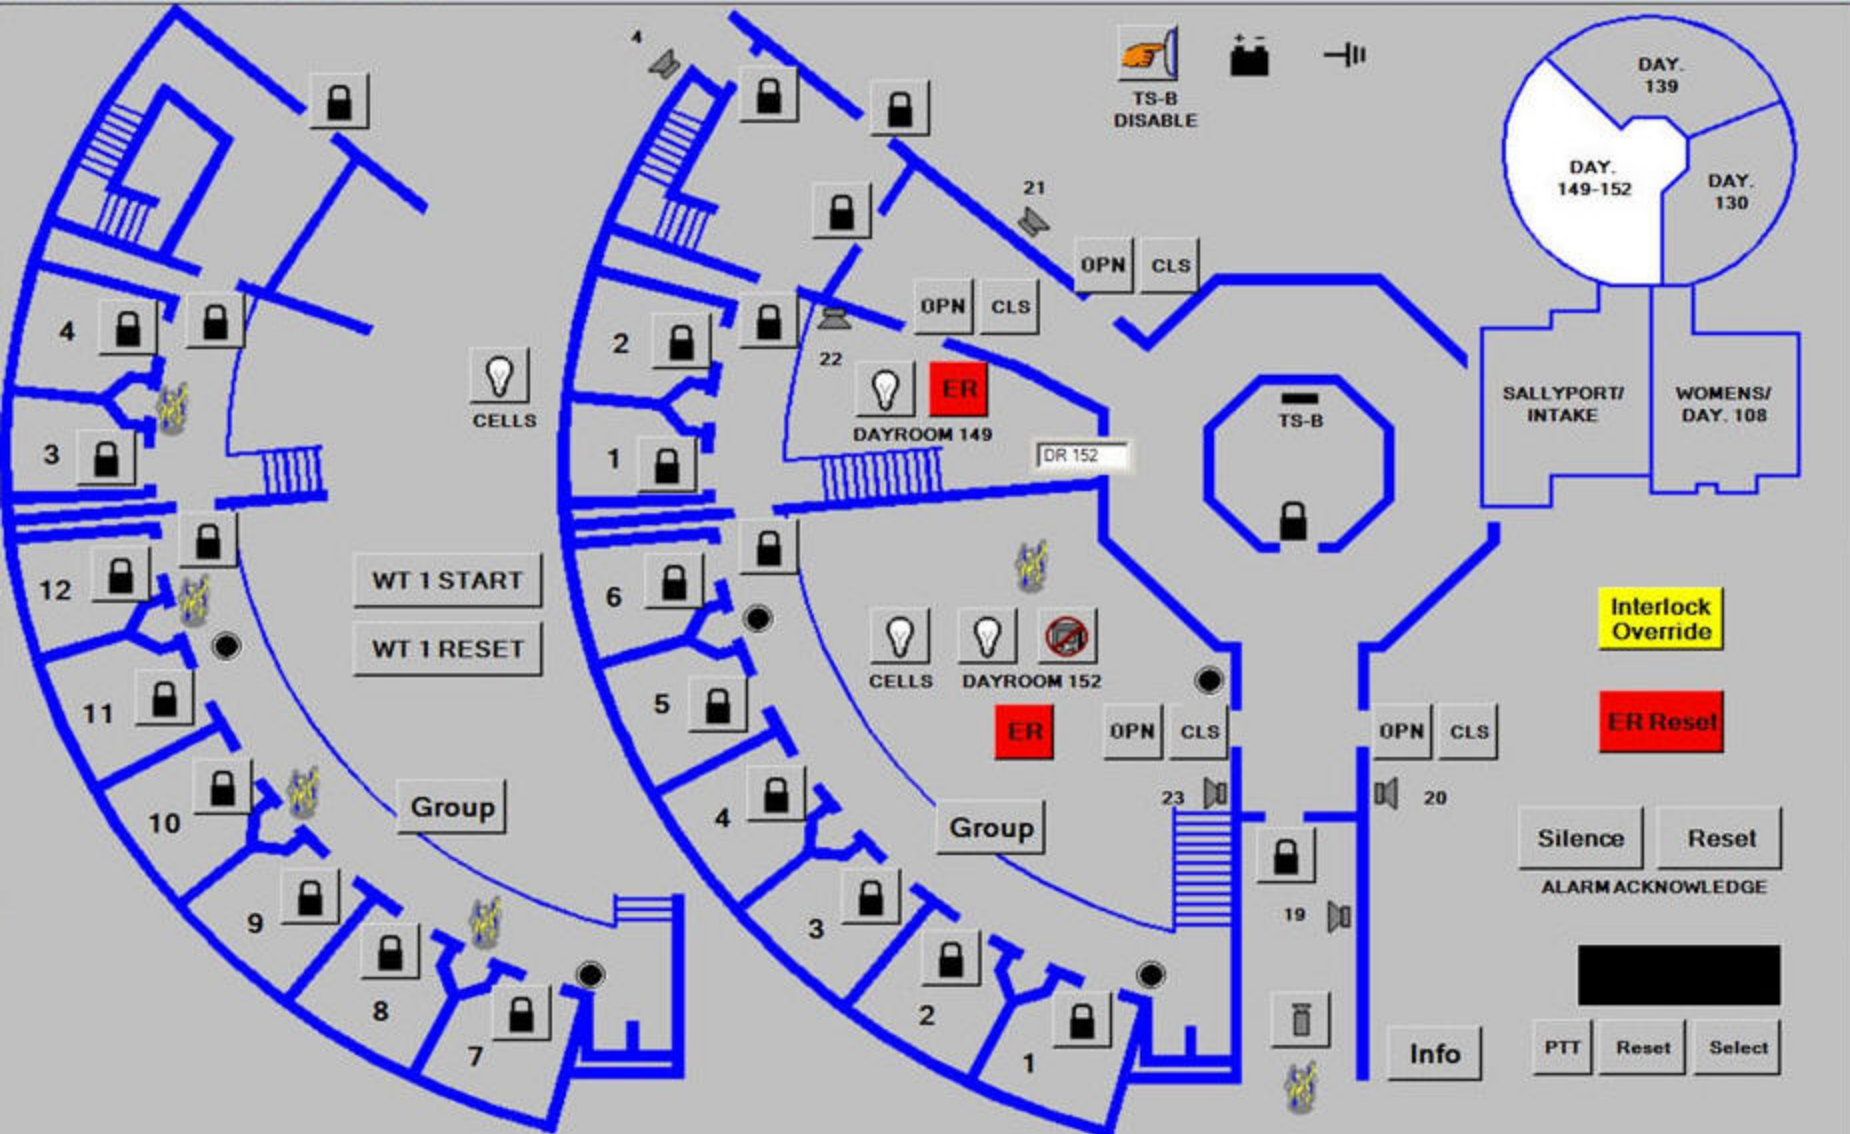 4
TS-B
DISABLE
DAY.
139
DAY.
149-152
DAY.
130
21
OPN
CLS
OPN
CLS
4
2
22
CELLS
ER
DAYROOM 149
SALLYPORT/
INTAKE
WOMENS/
DAY. 108
TS-B
3
1
DR 152
12
WT 1 START
6
Interlock
Override
WT 1 RESET
CELLS
DAYROOM 152
11
5
ER
OPN
CLS
OPN
CLS
ER Reset
10
Group
4
Group
23
20
Silence
Reset
ALARM ACKNOWLEDGE
9
3
19
8
2
7
1
Info
PTT
Reset
Select